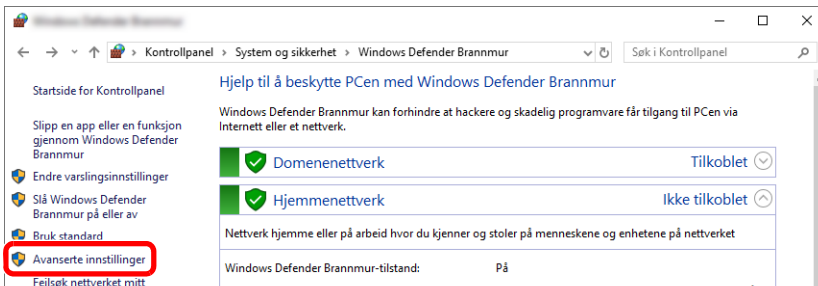 Kontrollpanel > System og sikkerhet > Windows Defender Brannmur
Søk i Kontrollpanel
Startside for Kontrollpanel
Slipp en app eller en funksjon
gjennom Windows Defender
Brannmur
Endre varslingsinnstillinger
Slå Windows Defender
Brannmur på eller av
Bruk standard
Avanserte innstillinger
Feilsøk nettverket mitt
Hjelp til å beskytte PCen med Windows Defender Brannmur
Windows Defender Brannmur kan forhindre at hackere og skadelig programvare får tilgang til PCen via
Internett eller et nettverk.
Domenenettverk Tilkoblet
Hjemmenettverk Ikke tilkoblet
Nettverk hjemme eller på arbeid hvor du kjenner og stoler på menneskene og enhetene på nettverket
Windows Defender Brannmur-tilstand: På